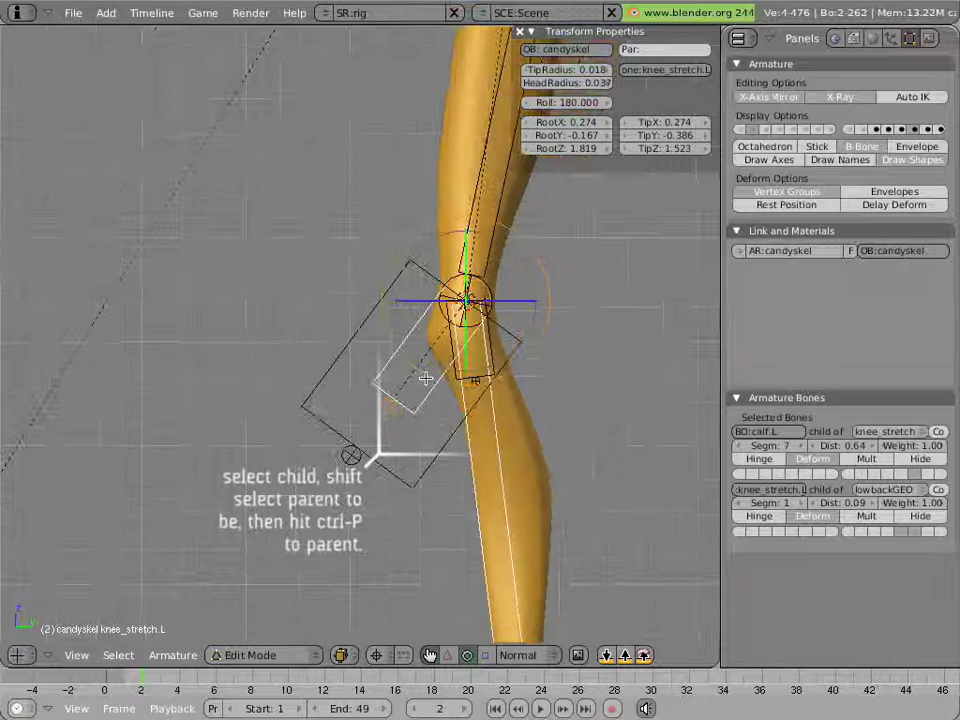 File Add Timeline Game Render Help SR:rig SCE:Scene www.blender.org 244 Ve:4-476 | Bo:2-262 | Mem:13.22M
Transform Properties
OB: candyskel Par:
TipRadius: 0.018 one:knee_stretch.L
HeadRadius: 0.037
Roll: 180.000
RootX: 0.274 TipX: 0.274
RootY: -0.167 TipY: -0.386
RootZ: 1.819 TipZ: 1.523
Panels
Armature
Editing Options
X-Axis Mirror X-Ray Auto IK
Display Options
Octahedron Stick B-Bone Envelope
Draw Axes Draw Names Draw Shapes
Deform Options
Vertex Groups Envelopes
Rest Position Delay Deform
Link and Materials
AR:candyskel F OB:candyskel
Armature Bones
Selected Bones
BO:calf.L child of knee_stretch Co
Segm: 7 Dist: 0.64 Weight: 1.00
Hinge Deform Mult Hide
:knee_stretch.L child of lowbackGEO Co
Segm: 1 Dist: 0.09 Weight: 1.00
Hinge Deform Mult Hide
select child, shift
select parent to
be, then hit ctrl-P
to parent.
z
y
(2) candyskel knee_stretch.L
View Select Armature Edit Mode Normal
-4 -2 0 2 4 6 8 10 12 14 16 18 20 22 24 26 28 30 32 34 36 38 40 42 44 46
View Frame Playback Pr Start: 1 End: 49 2